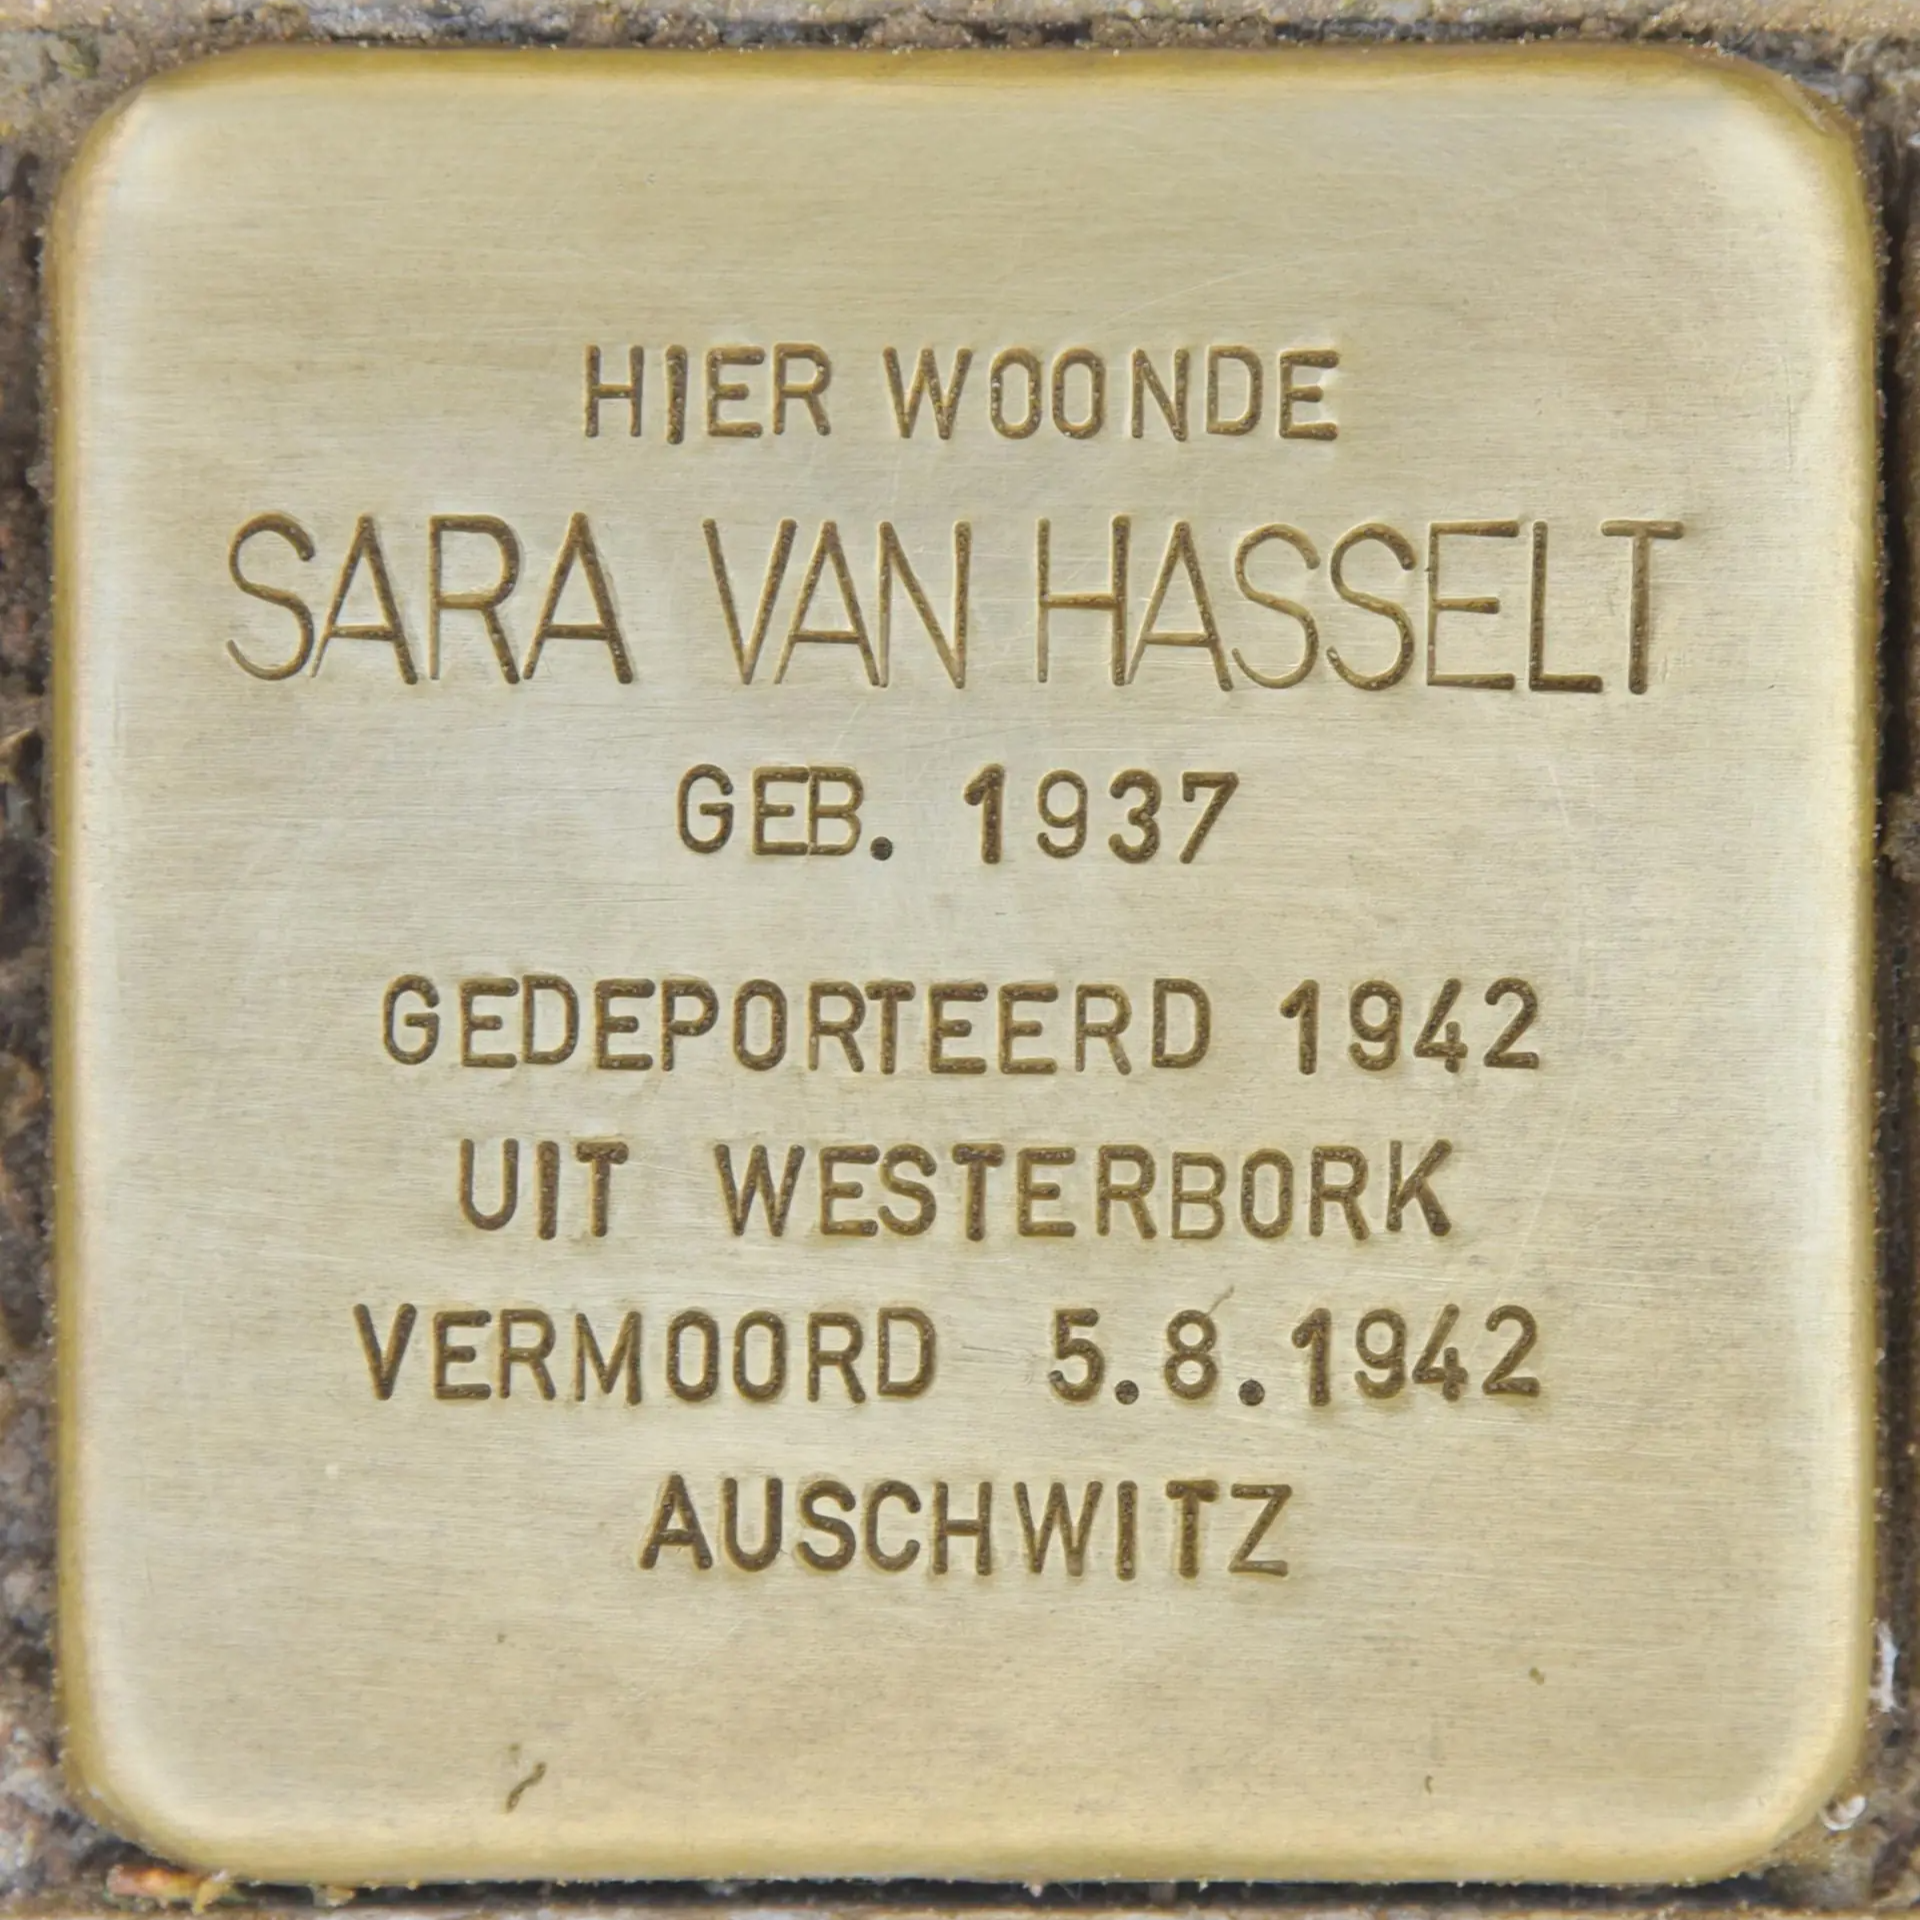 HIER WOONDE
SARA VAN HASSELT
GEB. 1937
GEDEPORTEERD 1942
UIT WESTERBORK
VERMOORD 5.8.1942
AUSCHWITZ